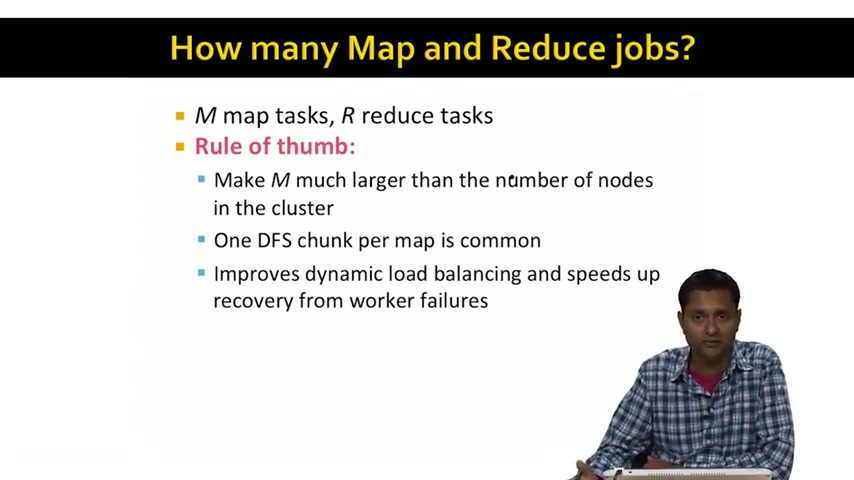 How many Map and Reduce jobs?
M map tasks, R reduce tasks
Rule of thumb:
Make M much larger than the number of nodes
in the cluster
One DFS chunk per map is common
Improves dynamic load balancing and speeds up
recovery from worker failures